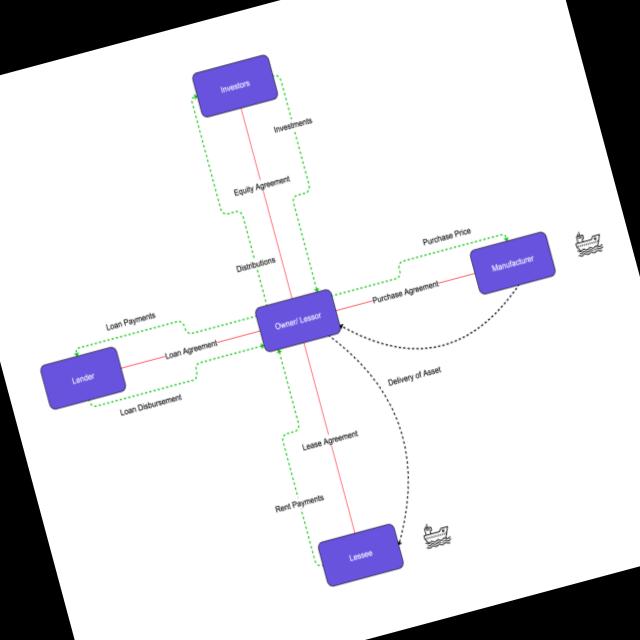 Investors
Investments
Equity Agreement
Distributions
Purchase Price
Manufacturer
Purchase Agreement
Owner/ Lessor
Loan Payments
Loan Agreement
Lender
Loan Disbursement
Delivery of Asset
Lease Agreement
Rent Payments
Lessee